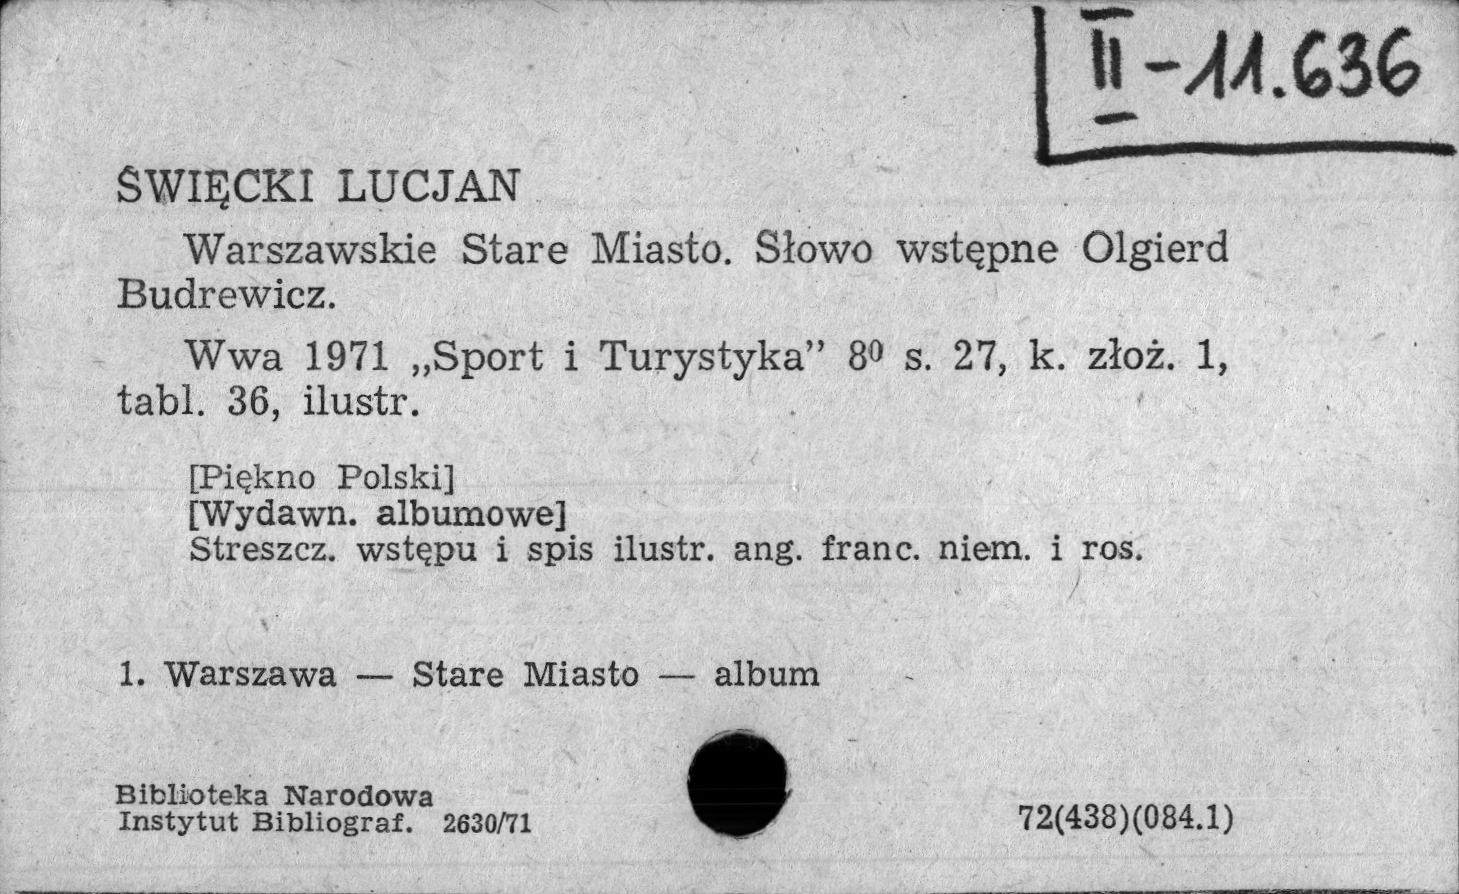 II-11.636
ŚWIĘCKI LUCJAN
Warszawskie Stare Miasto. Słowo wstępne Olgierd
Budrewicz.
Wwa 1971 „Sport i Turystyka” 8⁰ s. 27, k. złoż. 1,
tabl. 36, ilustr.
[Piękno Polski]
[Wydawn. albumowe]
Streszcz. wstępu i spis ilustr. ang. franc. niem. i ros.
1. Warszawa — Stare Miasto — album
Biblioteka Narodowa
Instytut Bibliograf. 2630/71
72(438)(084.1)